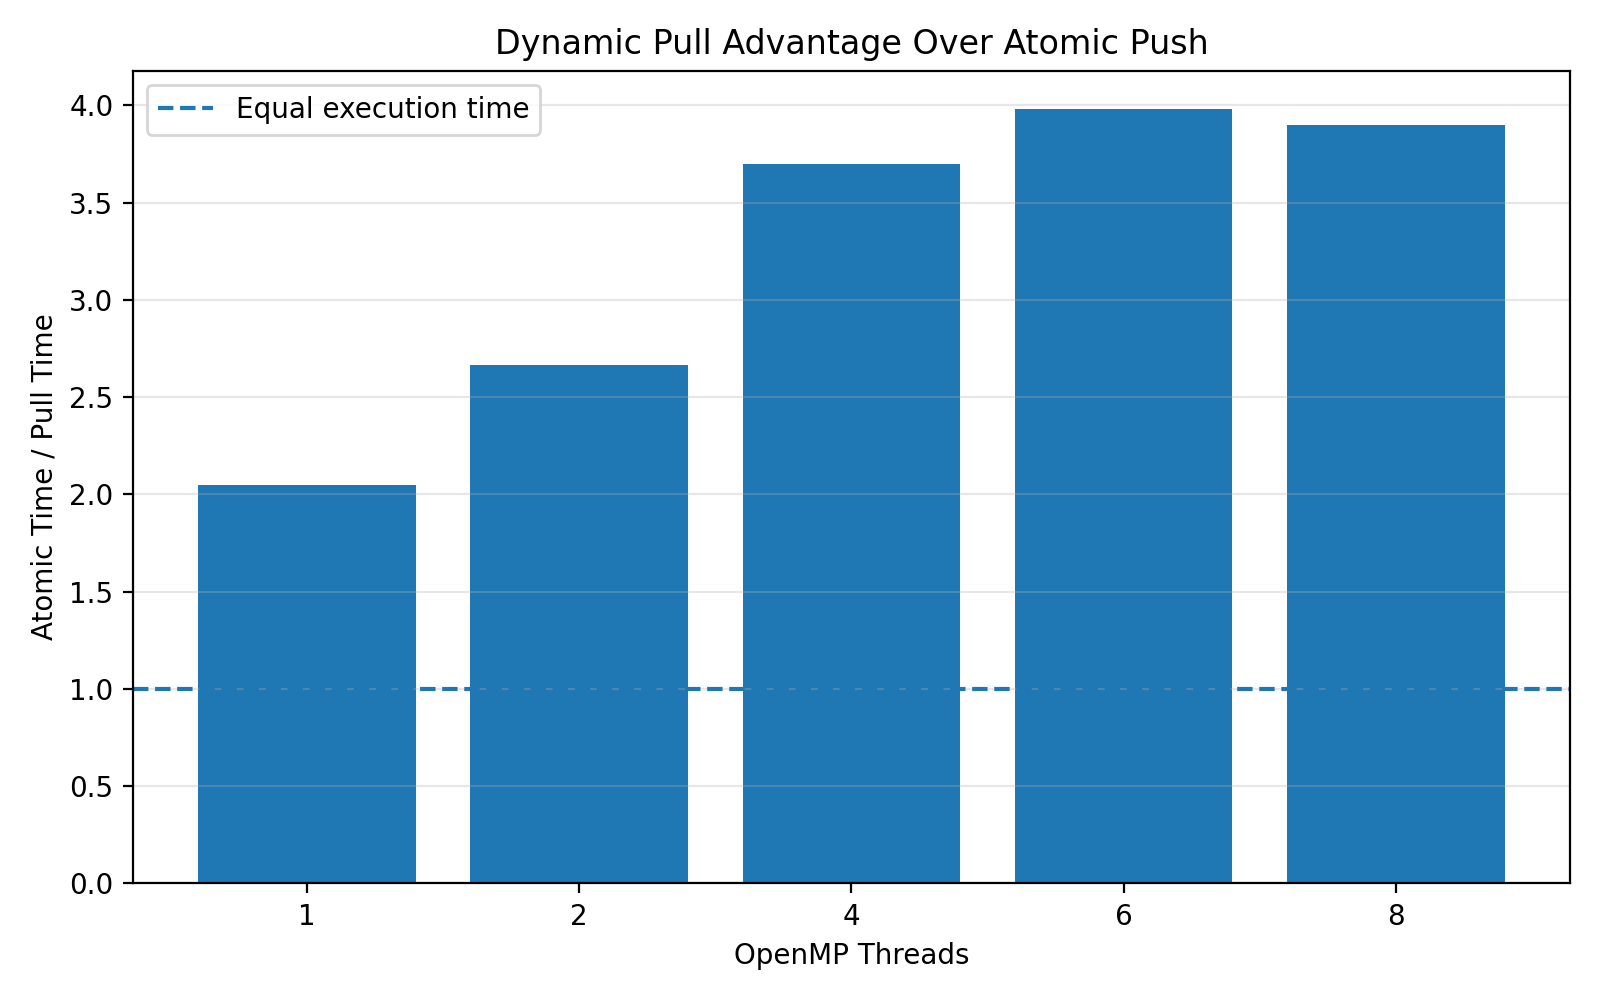 Dynamic Pull Advantage Over Atomic Push
Equal execution time
Atomic Time / Pull Time
4.0
3.5
3.0
2.5
2.0
1.5
1.0
0.5
0.0
1 2 4 6 8
OpenMP Threads